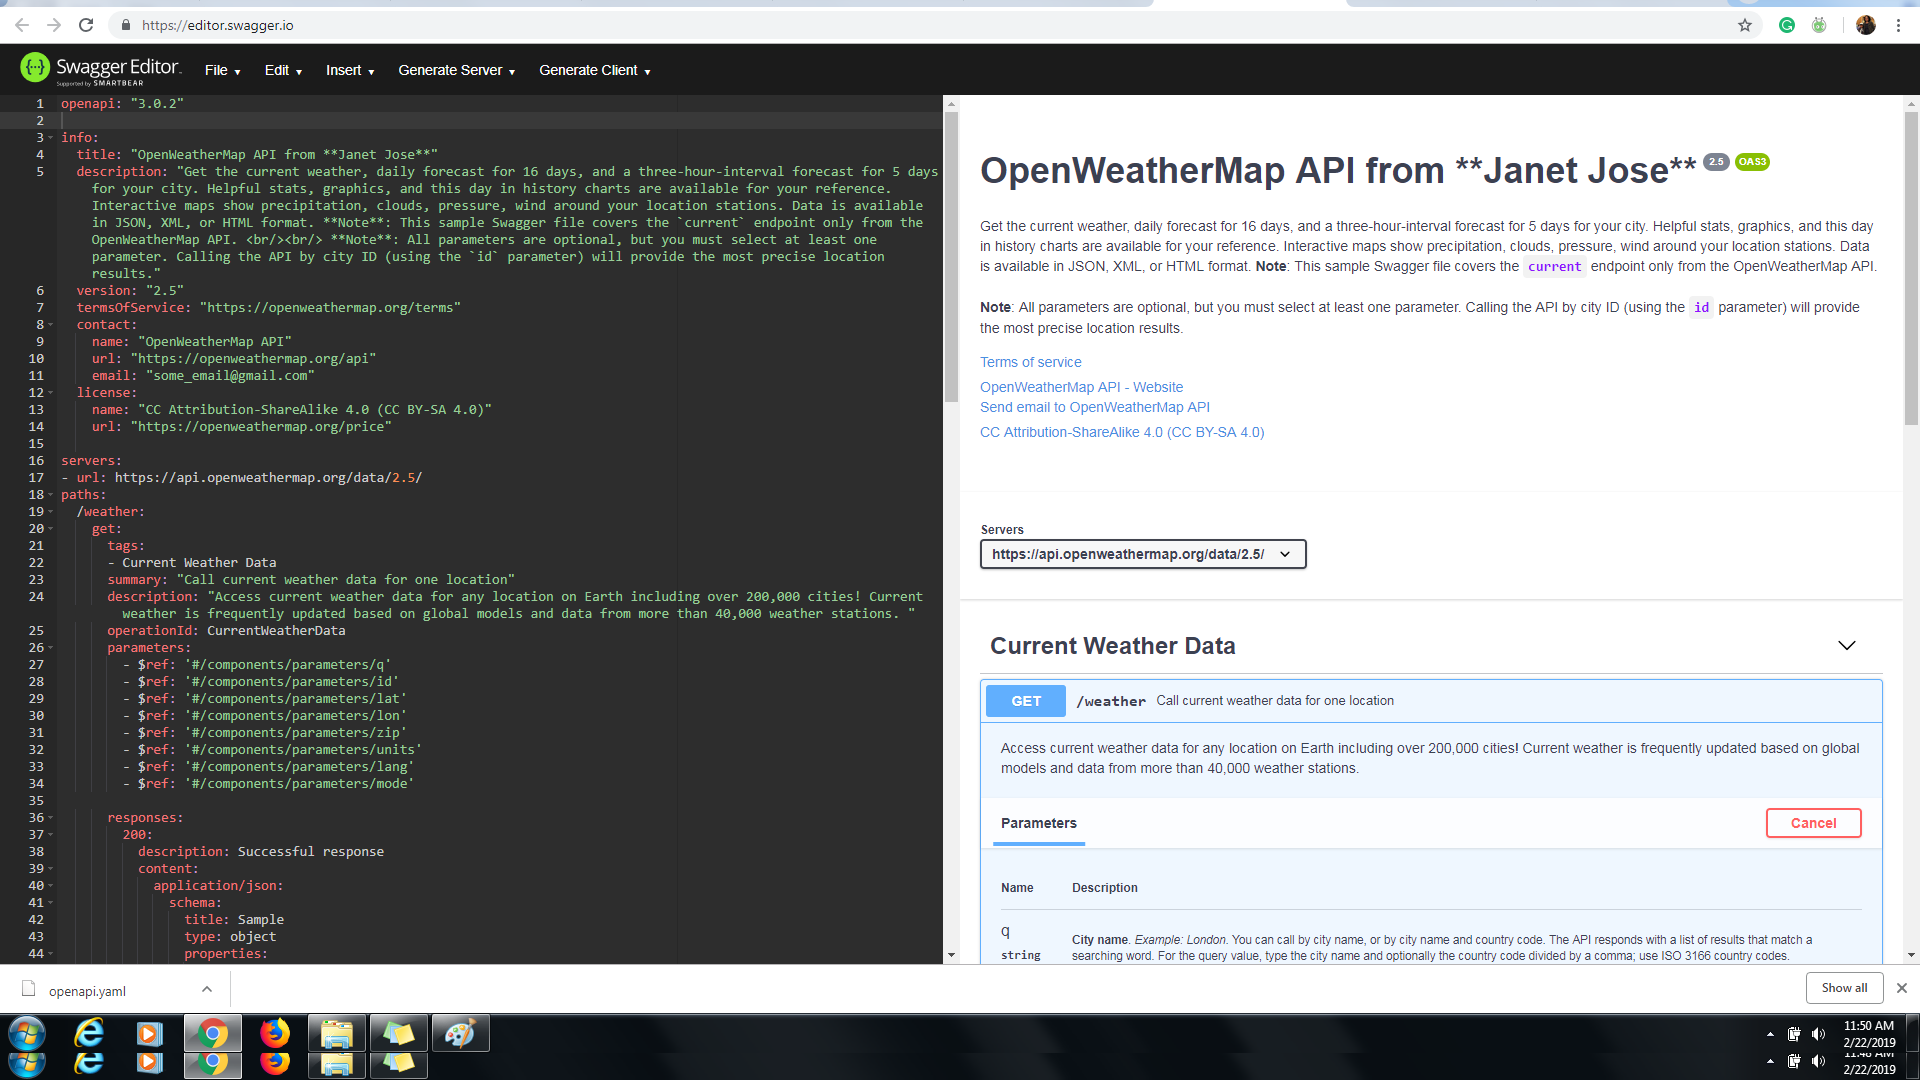 https://editor.swagger.io
Swagger Editor
Supported by SMARTBEAR
File Edit Insert Generate Server Generate Client
1 openapi: "3.0.2"
2
3 info:
4 title: "OpenWeatherMap API from **Janet Jose**"
5 description: "Get the current weather, daily forecast for 16 days, and a three-hour-interval forecast for 5 days
for your city. Helpful stats, graphics, and this day in history charts are available for your reference.
Interactive maps show precipitation, clouds, pressure, wind around your location stations. Data is available
in JSON, XML, or HTML format. **Note**: This sample Swagger file covers the `current` endpoint only from the
OpenWeatherMap API. <br/><br/> **Note**: All parameters are optional, but you must select at least one
parameter. Calling the API by city ID (using the `id` parameter) will provide the most precise location
results."
6 version: "2.5"
7 termsOfService: "https://openweathermap.org/terms"
8 contact:
9 name: "OpenWeatherMap API"
10 url: "https://openweathermap.org/api"
11 email: "some_email@gmail.com"
12 license:
13 name: "CC Attribution-ShareAlike 4.0 (CC BY-SA 4.0)"
14 url: "https://openweathermap.org/price"
15
16 servers:
17 - url: https://api.openweathermap.org/data/2.5/
18 paths:
19 /weather:
20 get:
21 tags:
22 - Current Weather Data
23 summary: "Call current weather data for one location"
24 description: "Access current weather data for any location on Earth including over 200,000 cities! Current
weather is frequently updated based on global models and data from more than 40,000 weather stations. "
25 operationId: CurrentWeatherData
26 parameters:
27 - $ref: '#/components/parameters/q'
28 - $ref: '#/components/parameters/id'
29 - $ref: '#/components/parameters/lat'
30 - $ref: '#/components/parameters/lon'
31 - $ref: '#/components/parameters/zip'
32 - $ref: '#/components/parameters/units'
33 - $ref: '#/components/parameters/lang'
34 - $ref: '#/components/parameters/mode'
35
36 responses:
37 200:
38 description: Successful response
39 content:
40 application/json:
41 schema:
42 title: Sample
43 type: object
44 properties:
OpenWeatherMap API from **Janet Jose** 2.5 OAS3
Get the current weather, daily forecast for 16 days, and a three-hour-interval forecast for 5 days for your city. Helpful stats, graphics, and this day
in history charts are available for your reference. Interactive maps show precipitation, clouds, pressure, wind around your location stations. Data
is available in JSON, XML, or HTML format. Note: This sample Swagger file covers the current endpoint only from the OpenWeatherMap API.
Note: All parameters are optional, but you must select at least one parameter. Calling the API by city ID (using the id parameter) will provide
the most precise location results.
Terms of service
OpenWeatherMap API - Website
Send email to OpenWeatherMap API
CC Attribution-ShareAlike 4.0 (CC BY-SA 4.0)
Servers
https://api.openweathermap.org/data/2.5/
Current Weather Data
GET /weather Call current weather data for one location
Access current weather data for any location on Earth including over 200,000 cities! Current weather is frequently updated based on global
models and data from more than 40,000 weather stations.
Parameters Cancel
Name Description
q
string
City name. Example: London. You can call by city name, or by city name and country code. The API responds with a list of results that match a
searching word. For the query value, type the city name and optionally the country code divided by a comma; use ISO 3166 country codes.
openapi.yaml
Show all
11:50 AM
2/22/2019
2/22/2019